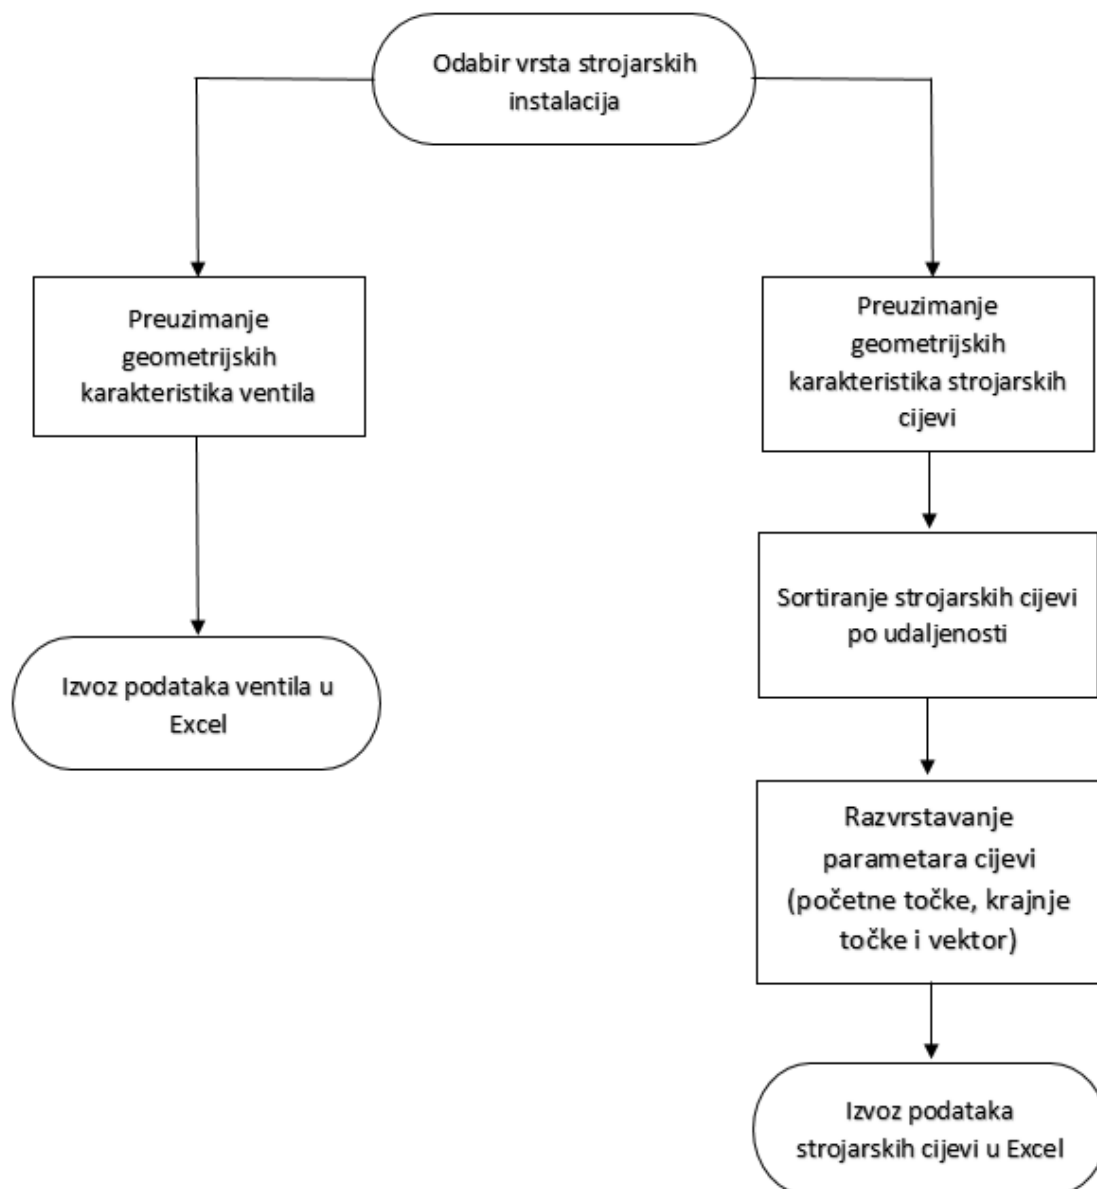 Odabir vrsta strojarskih
instalacija
Preuzimanje
geometrijskih
karakteristika ventila
Izvoz podataka ventila u
Excel
Preuzimanje
geometrijskih
karakteristika strojarskih
cijevi
Sortiranje strojarskih cijevi
po udaljenosti
Razvrstavanje
parametara cijevi
(početne točke, krajnje
točke i vektor)
Izvoz podataka
strojarskih cijevi u Excel